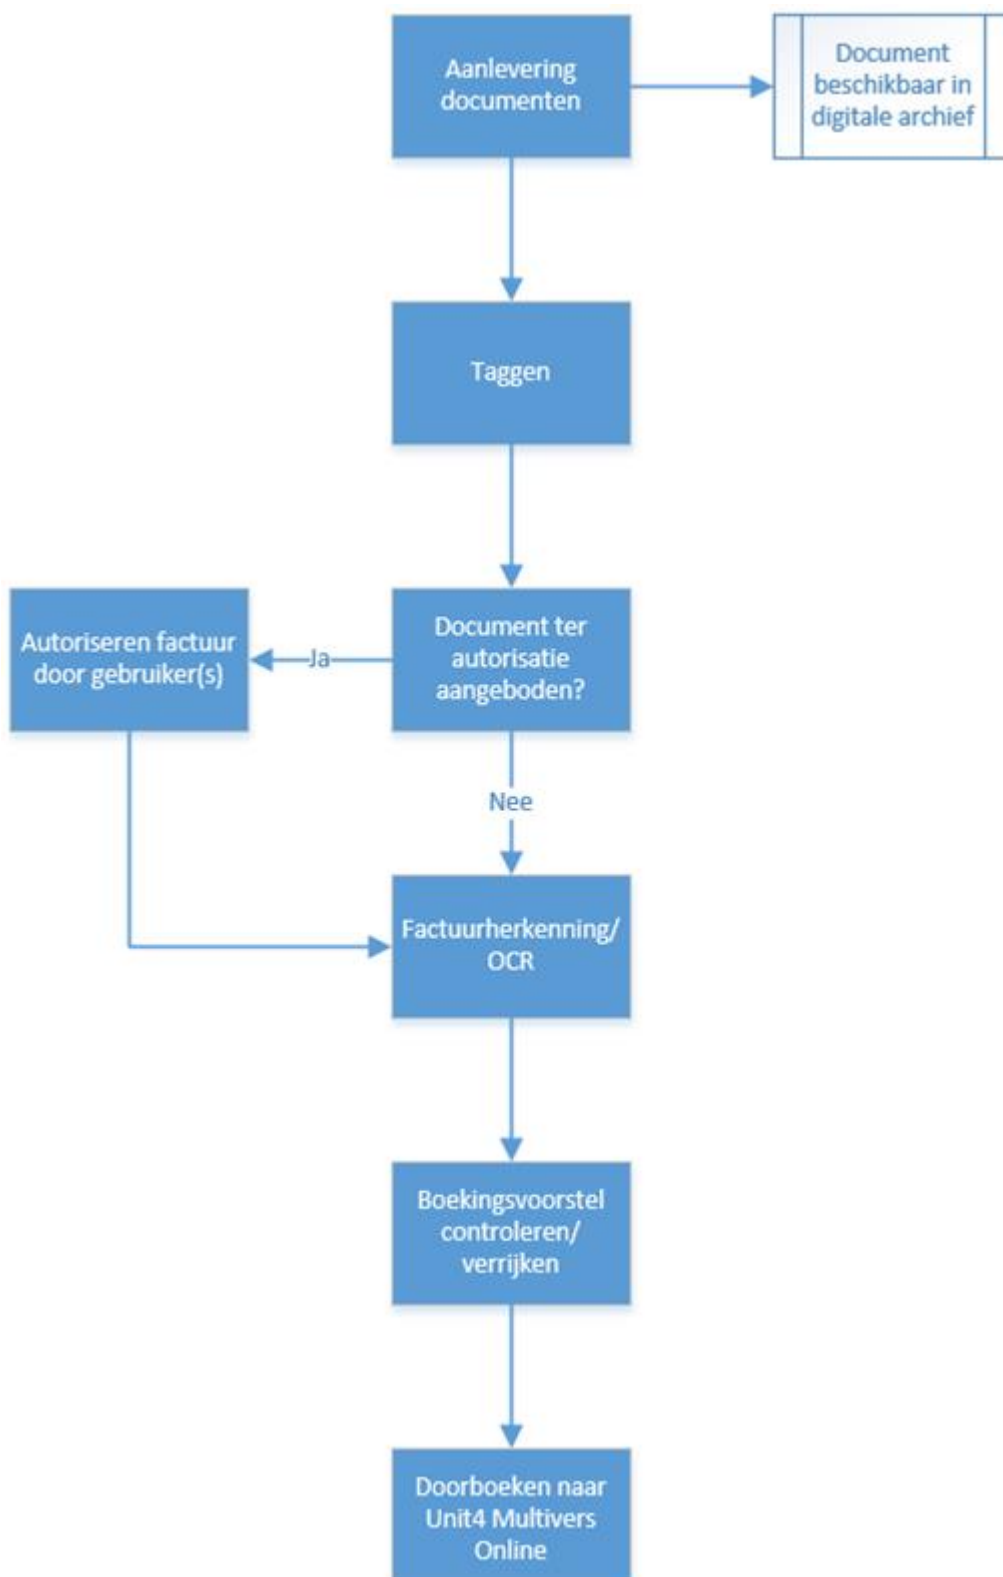 Aanlevering
documenten
Document
beschikbaar in
digitale archief
Taggen
Autoriseren factuur
door gebruiker(s)
Ja
Document ter
autorisatie
aangeboden?
Nee
Factuurherkenning/
OCR
Boekingsvoorstel
controleren/
verrijken
Doorboeken naar
Unit4 Multivers
Online